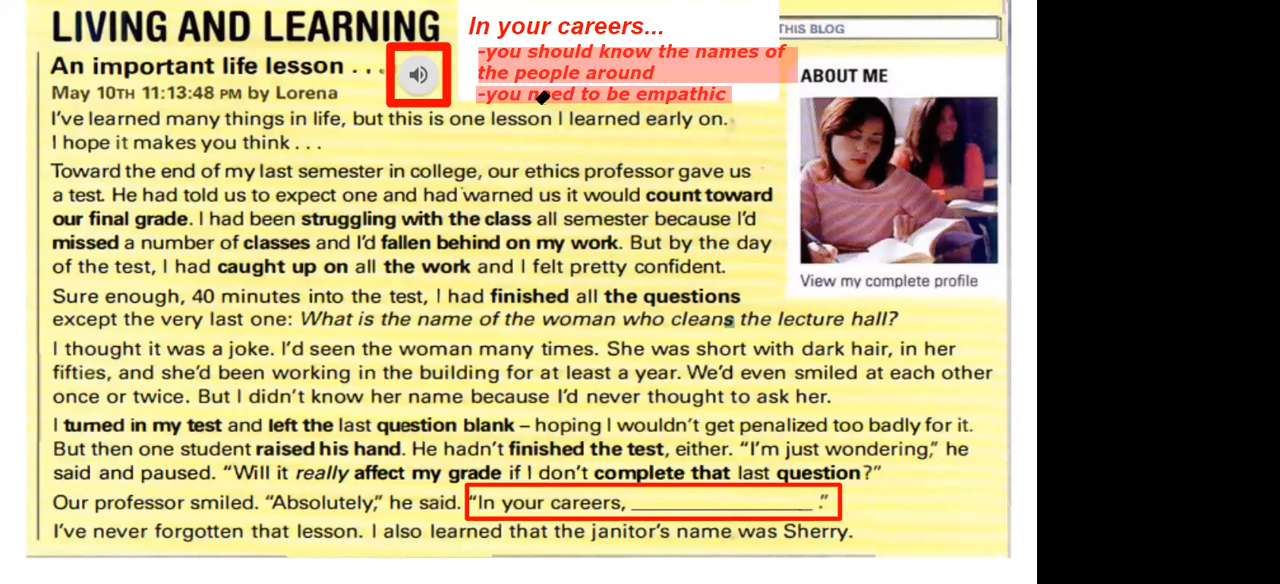 LIVING AND LEARNING
In your careers...
THIS BLOG
-you should know the names of
the people around
-you need to be empathic
An important life lesson . . .
May 10TH 11:13:48 PM by Lorena
ABOUT ME
I've learned many things in life, but this is one lesson I learned early on.
I hope it makes you think . . .
Toward the end of my last semester in college, our ethics professor gave us
a test. He had told us to expect one and had warned us it would count toward
our final grade. I had been struggling with the class all semester because I'd
missed a number of classes and I'd fallen behind on my work. But by the day
of the test, I had caught up on all the work and I felt pretty confident.
View my complete profile
Sure enough, 40 minutes into the test, I had finished all the questions
except the very last one: What is the name of the woman who cleans the lecture hall?
I thought it was a joke. I'd seen the woman many times. She was short with dark hair, in her
fifties, and she'd been working in the building for at least a year. We'd even smiled at each other
once or twice. But I didn't know her name because I'd never thought to ask her.
I turned in my test and left the last question blank – hoping I wouldn't get penalized too badly for it.
But then one student raised his hand. He hadn't finished the test, either. "I'm just wondering," he
said and paused. "Will it really affect my grade if I don't complete that last question?"
Our professor smiled. "Absolutely," he said. "In your careers, ____________________ ."
I've never forgotten that lesson. I also learned that the janitor's name was Sherry.